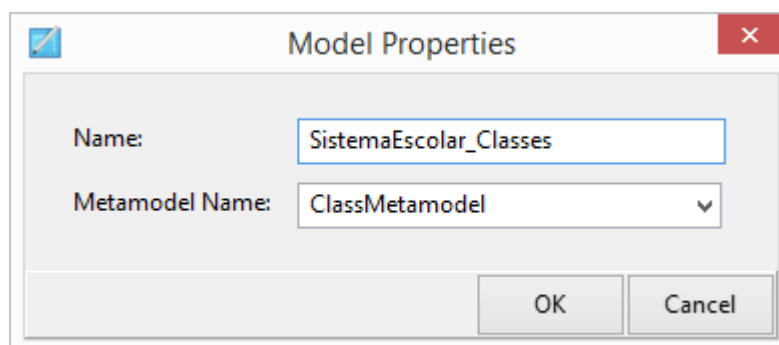 Model Properties
Name: SistemaEscolar_Classes
Metamodel Name: ClassMetamodel
OK Cancel